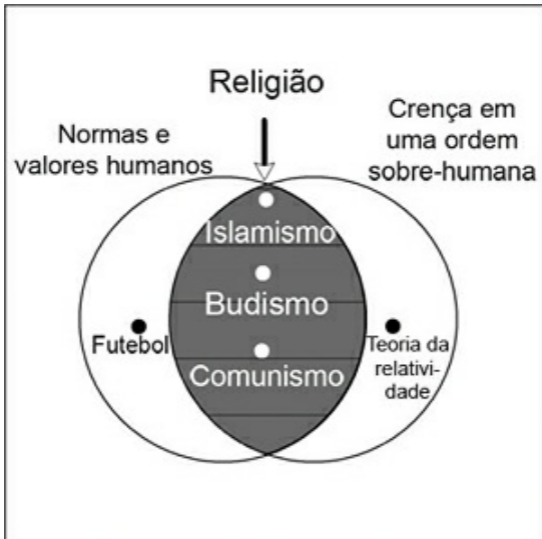 Religião
Normas e
valores humanos
Crença em
uma ordem
sobre-humana
Islamismo
Budismo
Comunismo
Futebol
Teoria da
relativi-
dade